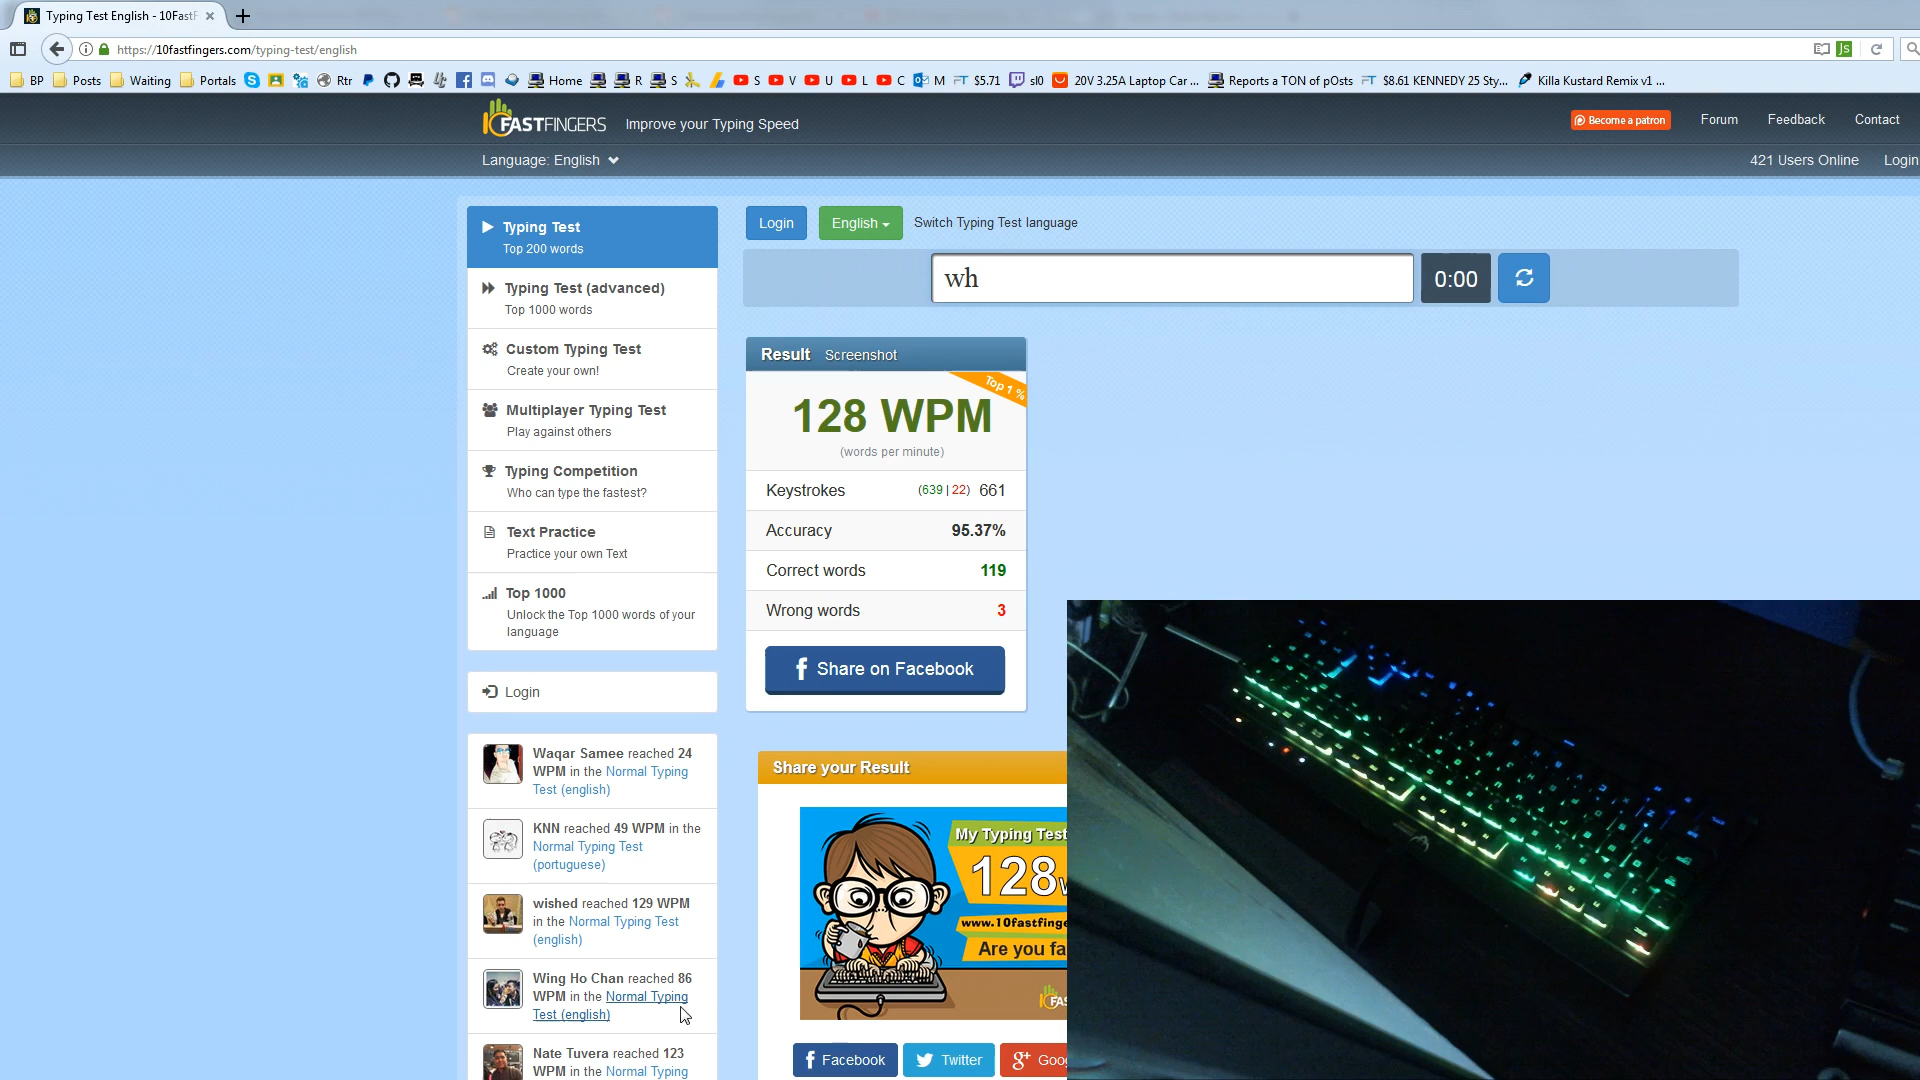 Typing Test English - 10FastF
https://10fastfingers.com/typing-test/english
JS
BP Posts Waiting Portals Rtr Home R S S V U L C M $5.71 sl0 20V 3.25A Laptop Car ... Reports a TON of pOsts $8.61 KENNEDY 25 Sty... Killa Kustard Remix v1 ...
FASTFINGERS Improve your Typing Speed
Become a patron Forum Feedback Contact
Language: English
421 Users Online Login
Typing Test
Top 200 words
Typing Test (advanced)
Top 1000 words
Custom Typing Test
Create your own!
Multiplayer Typing Test
Play against others
Typing Competition
Who can type the fastest?
Text Practice
Practice your own Text
Top 1000
Unlock the Top 1000 words of your
language
Login
Waqar Samee reached 24
WPM in the Normal Typing
Test (english)
KNN reached 49 WPM in the
Normal Typing Test
(portuguese)
wished reached 129 WPM
in the Normal Typing Test
(english)
Wing Ho Chan reached 86
WPM in the Normal Typing
Test (english)
Nate Tuvera reached 123
WPM in the Normal Typing
Login English Switch Typing Test language
wh 0:00
Result Screenshot
Top 1 %
128 WPM
(words per minute)
Keystrokes (639 | 22) 661
Accuracy 95.37%
Correct words 119
Wrong words 3
Share on Facebook
Share your Result
My Typing Test
128
www.10fastfinge
Are you fa
Facebook Twitter Goo